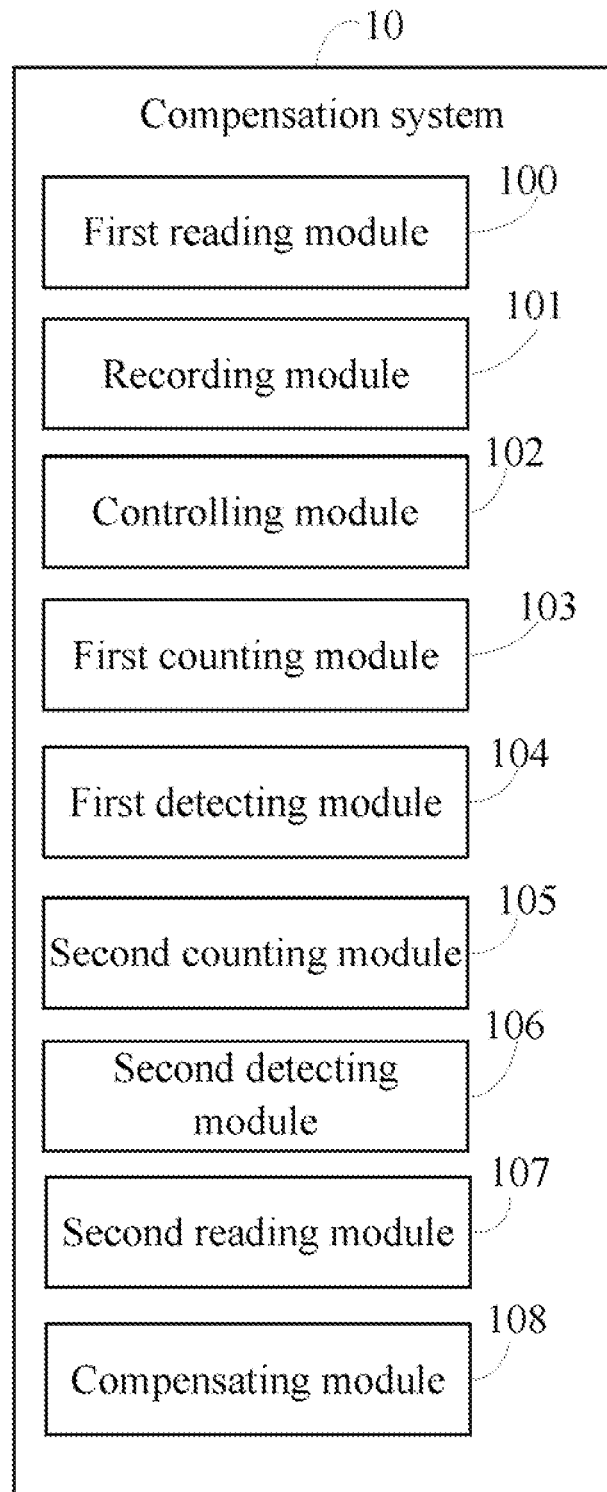 10
Compensation system
100
First reading module
101
Recording module
102
Controlling module
103
First counting module
104
First detecting module
105
Second counting module
106
Second detecting
module
107
Second reading module
108
Compensating module